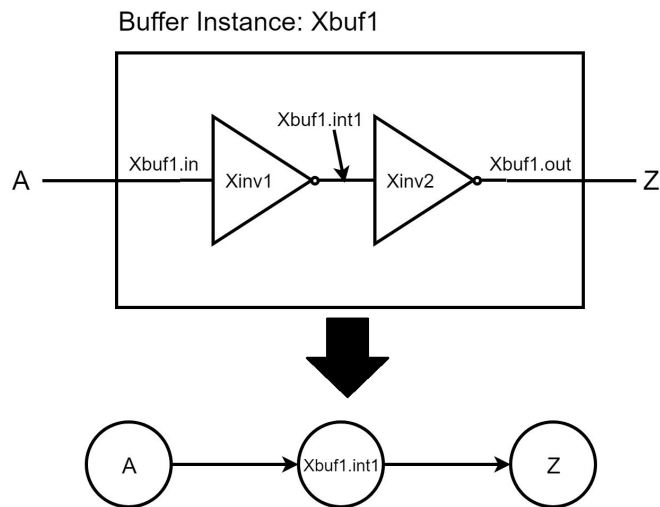 Buffer Instance: Xbuf1
Xbuf1.int1
Xbuf1.in
Xbuf1.out
A
Xinv1
Xinv2
Z
A
Xbuf1.int1
Z